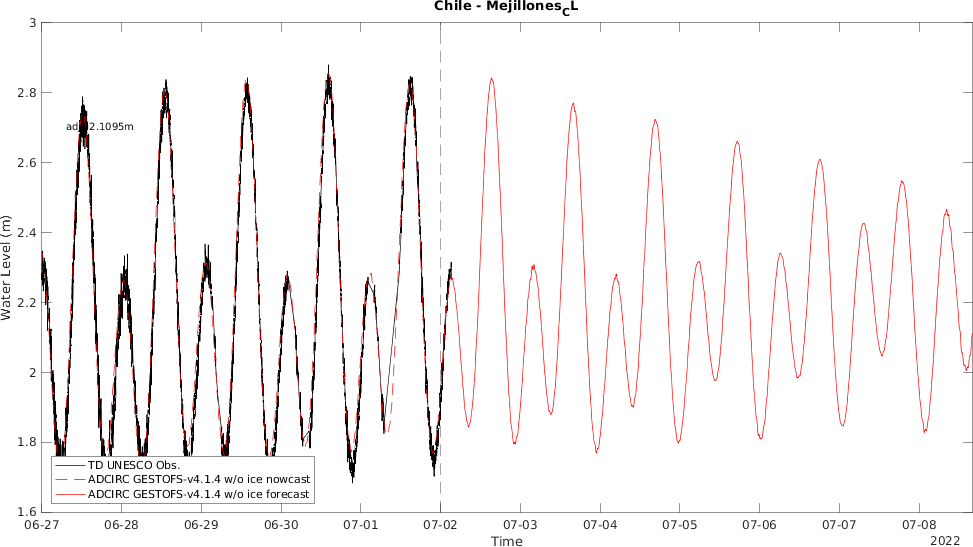 Chile - Mejillones_CL
3
2.8
2.6
2.4
2.2
2
1.8
1.6
Water Level (m)
2.1095m
TD UNESCO Obs.
ADCIRC GESTOFS-v4.1.4 w/o ice nowcast
ADCIRC GESTOFS-v4.1.4 w/o ice forecast
06-27 06-28 06-29 06-30 07-01 07-02 07-03 07-04 07-05 07-06 07-07 07-08
Time
2022